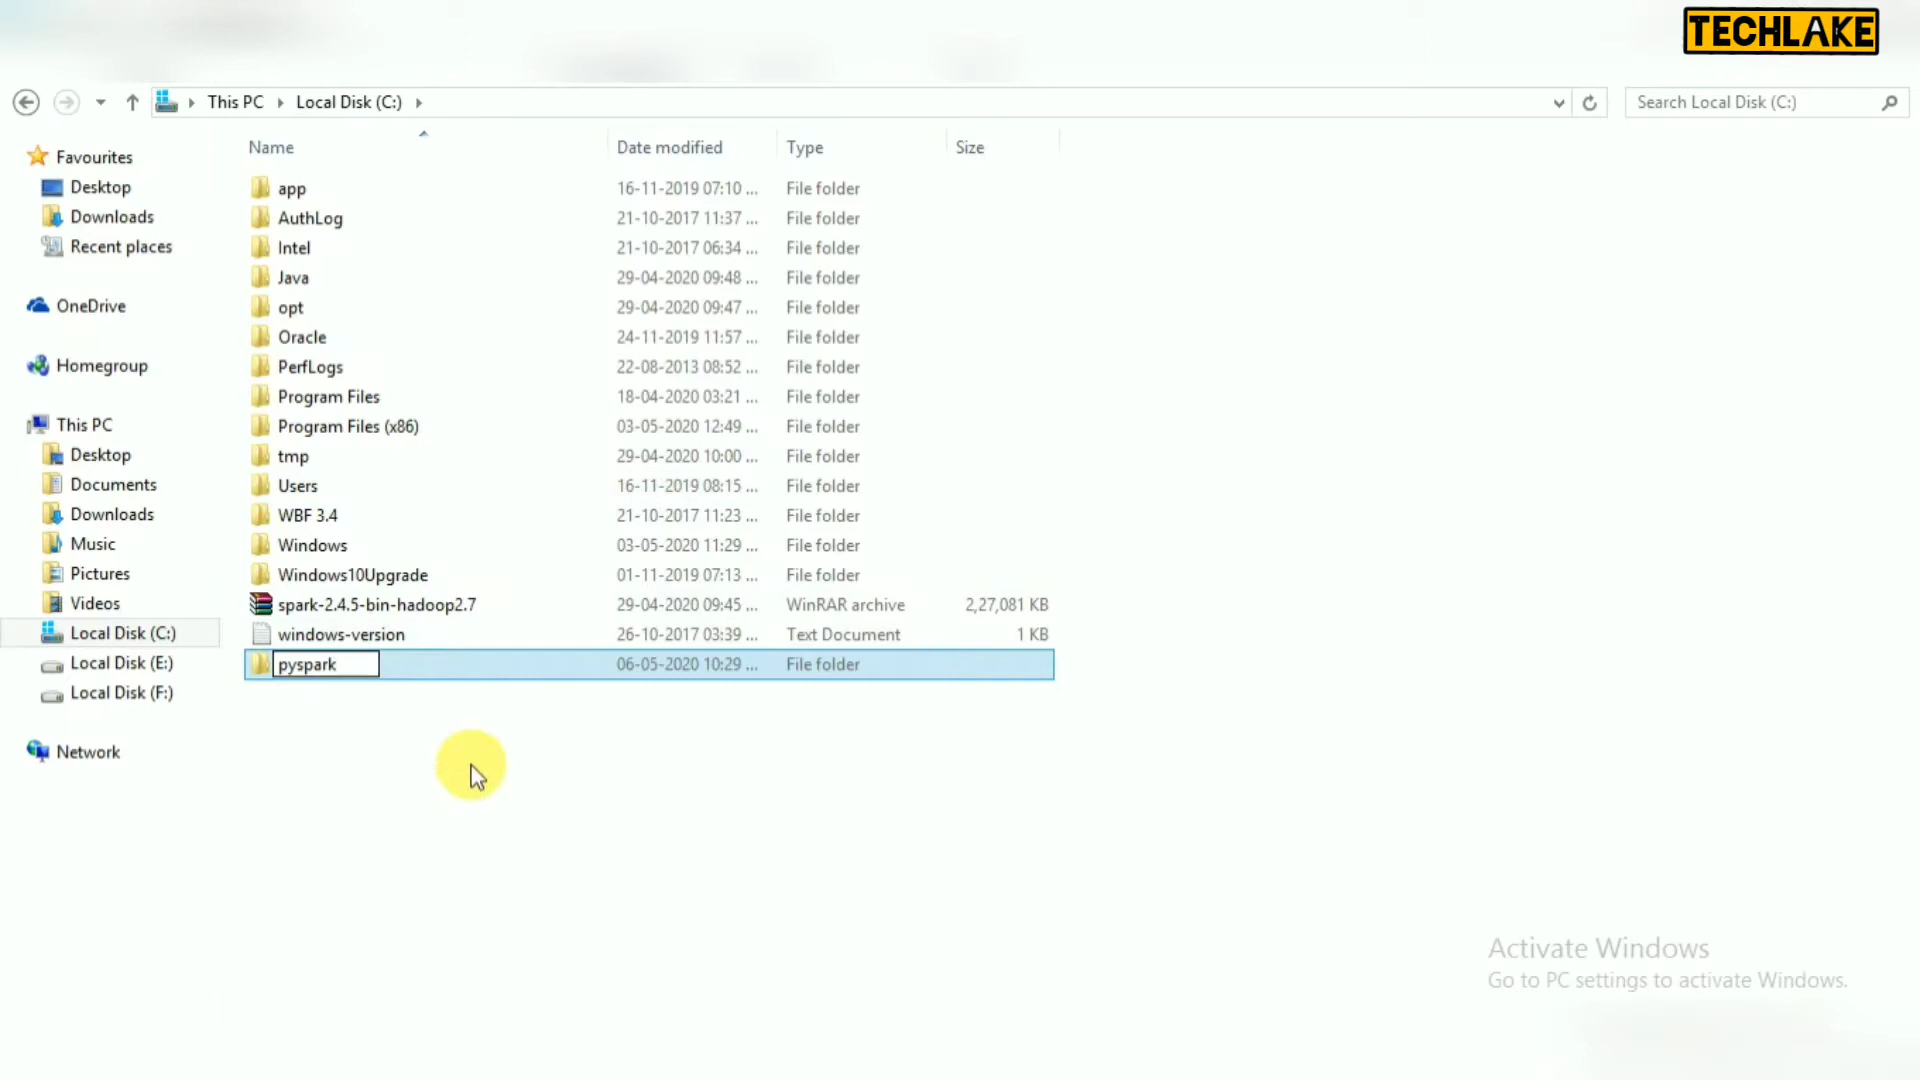 TECHLAKE
This PC Local Disk (C:)
Search Local Disk (C:)
Name Date modified Type Size
Favourites
Desktop
Downloads
Recent places
OneDrive
Homegroup
This PC
Desktop
Documents
Downloads
Music
Pictures
Videos
Local Disk (C:)
Local Disk (E:)
Local Disk (F:)
Network
app 16-11-2019 07:10 ... File folder
AuthLog 21-10-2017 11:37 ... File folder
Intel 21-10-2017 06:34 ... File folder
Java 29-04-2020 09:48 ... File folder
opt 29-04-2020 09:47 ... File folder
Oracle 24-11-2019 11:57 ... File folder
PerfLogs 22-08-2013 08:52 ... File folder
Program Files 18-04-2020 03:21 ... File folder
Program Files (x86) 03-05-2020 12:49 ... File folder
tmp 29-04-2020 10:00 ... File folder
Users 16-11-2019 08:15 ... File folder
WBF 3.4 21-10-2017 11:23 ... File folder
Windows 03-05-2020 11:29 ... File folder
Windows10Upgrade 01-11-2019 07:13 ... File folder
spark-2.4.5-bin-hadoop2.7 29-04-2020 09:45 ... WinRAR archive 2,27,081 KB
windows-version 26-10-2017 03:39 ... Text Document 1 KB
pyspark 06-05-2020 10:29 ... File folder
Activate Windows
Go to PC settings to activate Windows.